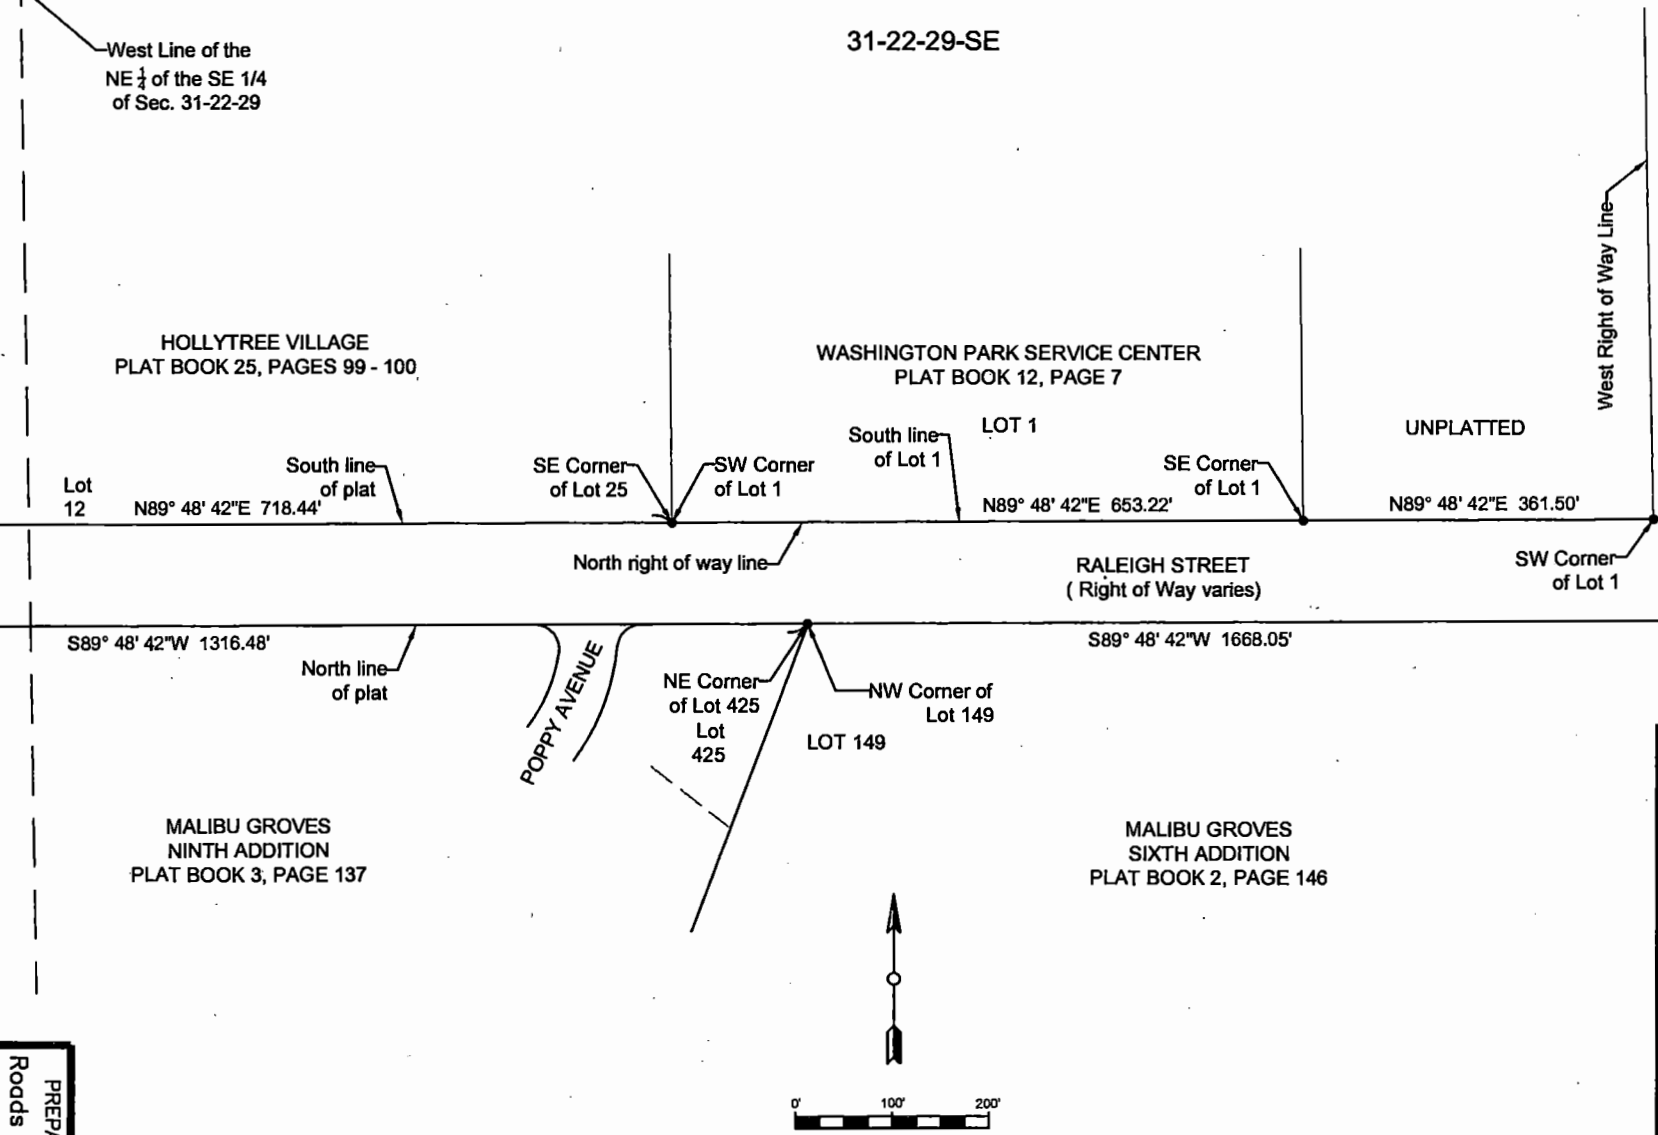 31-22-29-SE
West Line of the
NE ¼ of the SE 1/4
of Sec. 31-22-29
West Right of Way Line
HOLLYTREE VILLAGE
PLAT BOOK 25, PAGES 99 - 100
WASHINGTON PARK SERVICE CENTER
PLAT BOOK 12, PAGE 7
LOT 1
UNPLATTED
Lot
12
N89° 48' 42"E 718.44'
South line
of plat
SE Corner
of Lot 25
SW Corner
of Lot 1
South line
of Lot 1
N89° 48' 42"E 653.22'
SE Corner
of Lot 1
N89° 48' 42"E 361.50'
North right of way line
RALEIGH STREET
( Right of Way varies)
SW Corner
of Lot 1
S89° 48' 42"W 1316.48'
North line
of plat
POPPY AVENUE
NE Corner
of Lot 425
Lot
425
NW Corner of
Lot 149
LOT 149
S89° 48' 42"W 1668.05'
MALIBU GROVES
NINTH ADDITION
PLAT BOOK 3, PAGE 137
MALIBU GROVES
SIXTH ADDITION
PLAT BOOK 2, PAGE 146
0' 100' 200'
Roads